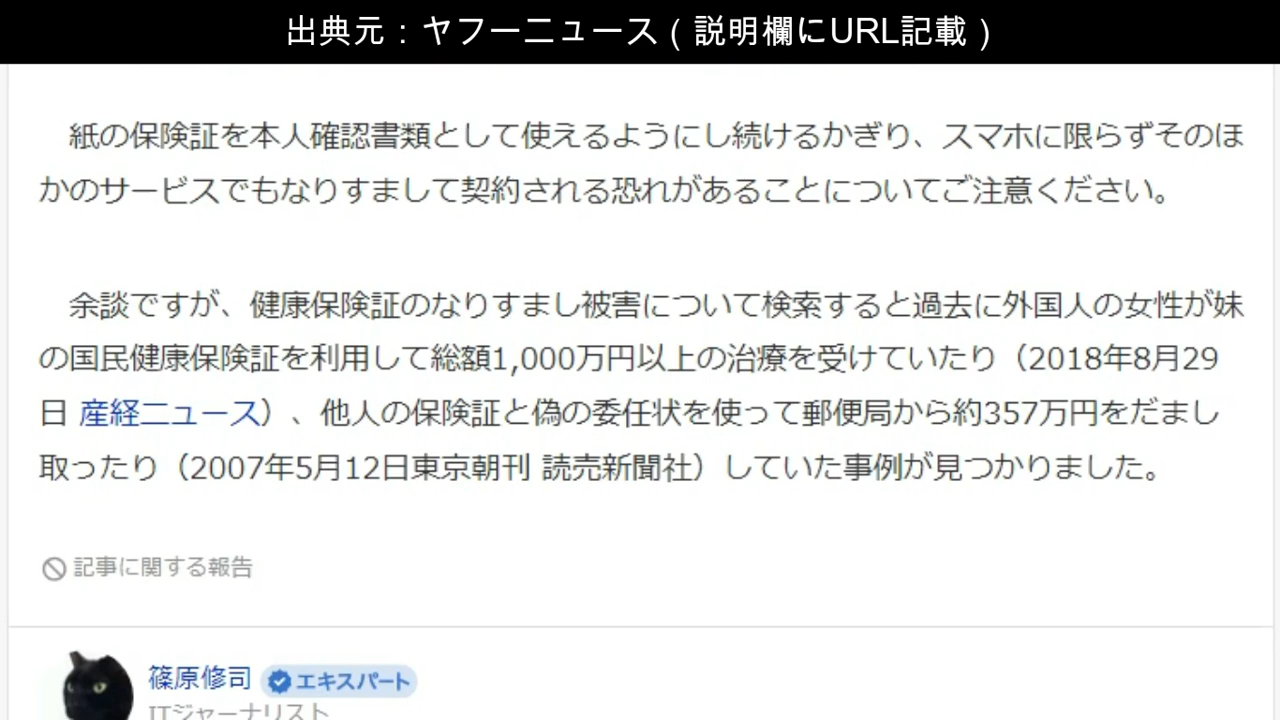 出典元：ヤフーニュース（説明欄にURL記載）
紙の保険証を本人確認書類として使えるようにし続けるかぎり、スマホに限らずそのほ
かのサービスでもなりすまして契約される恐れがあることについてご注意ください。
余談ですが、健康保険証のなりすまし被害について検索すると過去に外国人の女性が妹
の国民健康保険証を利用して総額1,000万円以上の治療を受けていたり（2018年8月29
日 産経ニュース）、他人の保険証と偽の委任状を使って郵便局から約357万円をだまし
取ったり（2007年5月12日東京朝刊 読売新聞社）していた事例が見つかりました。
記事に関する報告
篠原修司 エキスパート
ITジャーナリスト